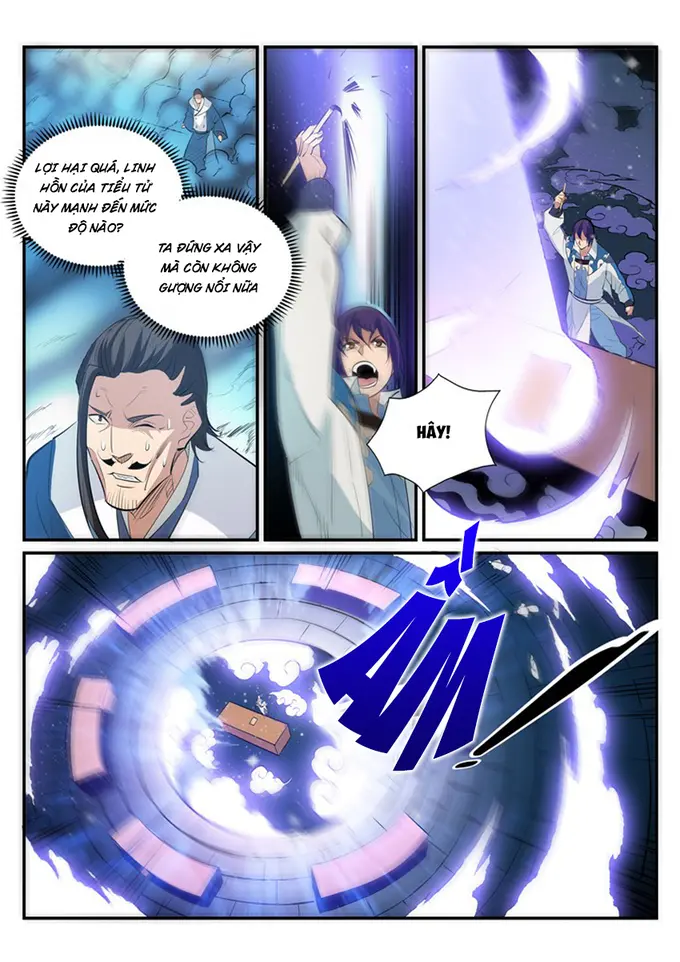 LỢI HẠI QUÁ, LINH
HỒN CỦA TIỂU TỬ
NÀY MẠNH ĐẾN MỨC
ĐỘ NÀO?
TA ĐỨNG XA VẬY
MÀ CÒN KHÔNG
GƯỢNG NỔI NỮA
HÂY!
ẦM